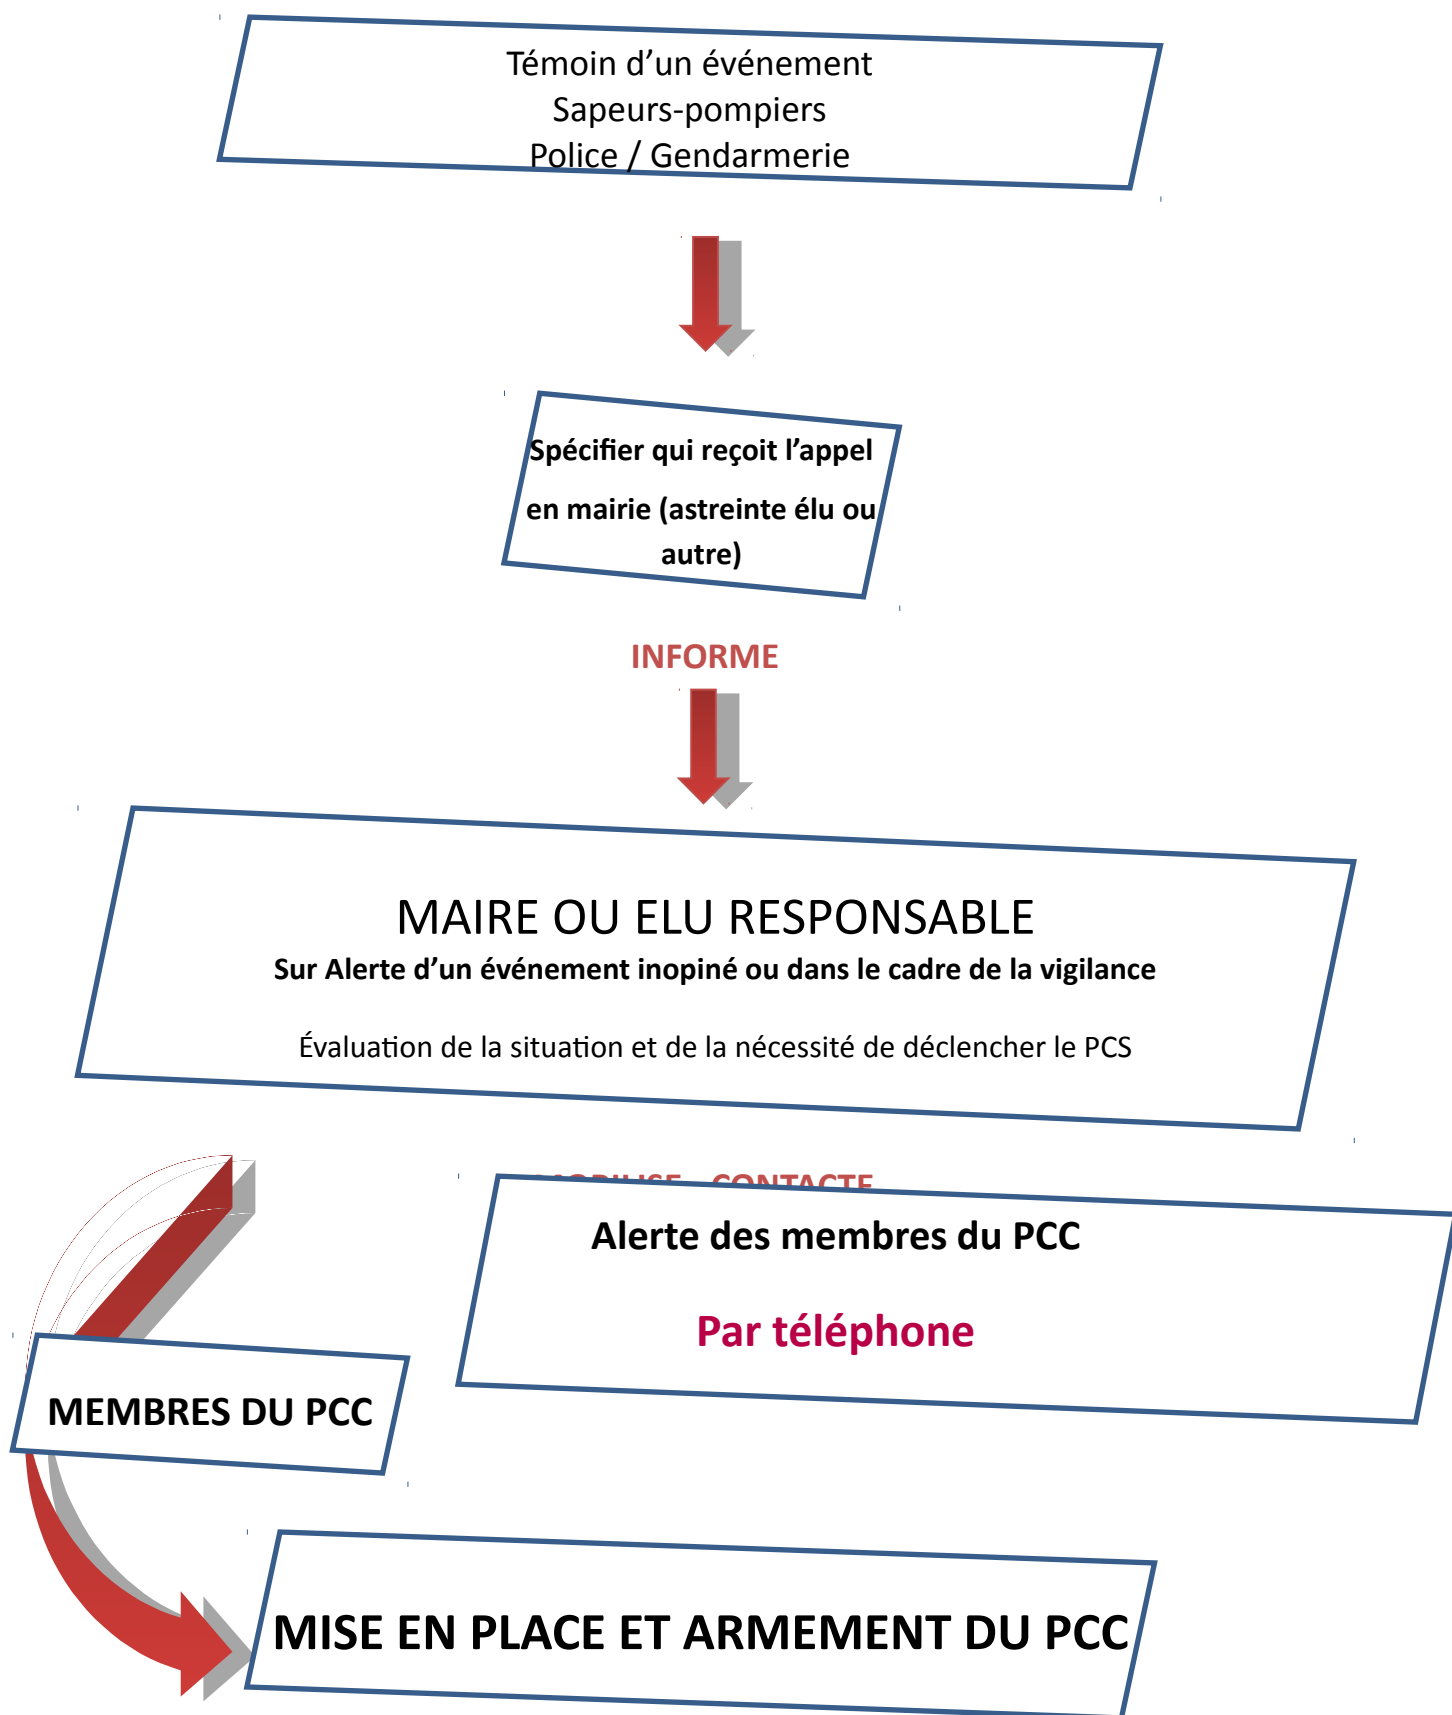 Témoin d’un événement
Sapeurs-pompiers
Police / Gendarmerie
Spécifier qui reçoit l’appel
en mairie (astreinte élu ou
autre)
INFORME
MAIRE OU ELU RESPONSABLE
Sur Alerte d’un événement inopiné ou dans le cadre de la vigilance
Évaluation de la situation et de la nécessité de déclencher le PCS
MOBILISE - CONTACTE
Alerte des membres du PCC
Par téléphone
MEMBRES DU PCC
MISE EN PLACE ET ARMEMENT DU PCC